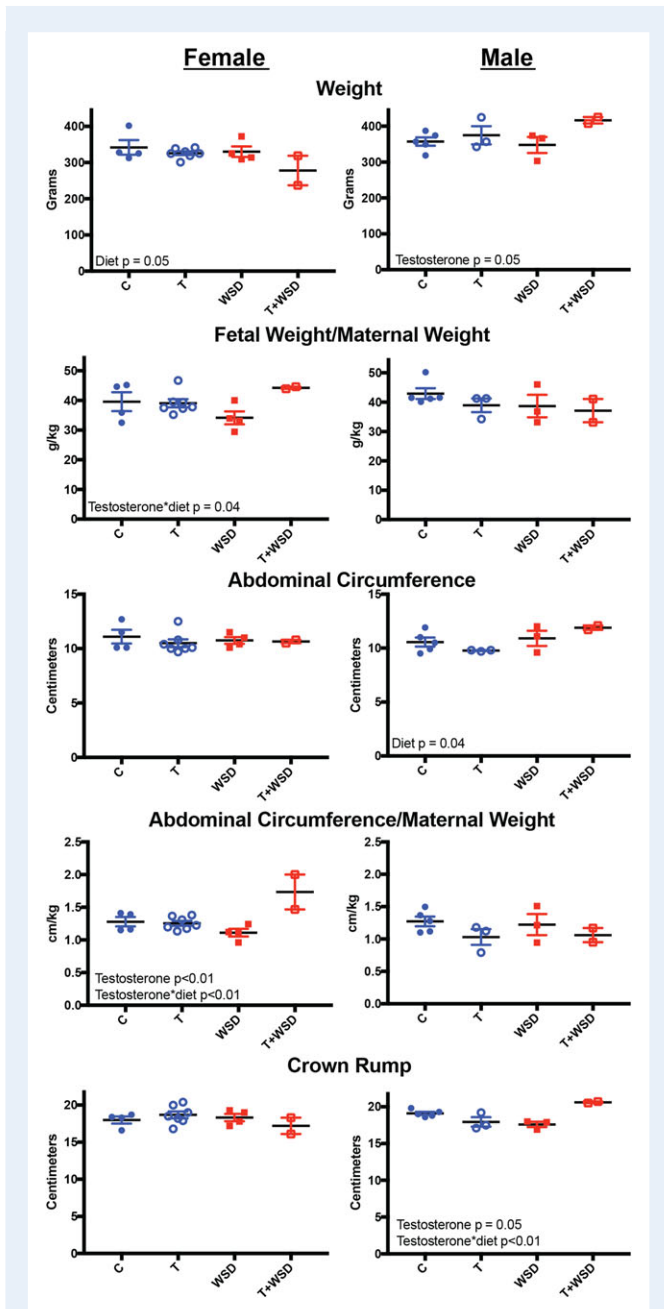 Female
Male
Weight
400
300
200
100
0
Grams
Diet p = 0.05
C
T
WSD
T+WSD
400
300
200
100
0
Grams
Testosterone p = 0.05
C
T
WSD
T+WSD
Fetal Weight/Maternal Weight
50
40
30
20
10
0
g/kg
Testosterone*diet p = 0.04
C
T
WSD
T+WSD
50
40
30
20
10
0
g/kg
C
T
WSD
T+WSD
Abdominal Circumference
15
10
5
0
Centimeters
C
T
WSD
T+WSD
15
10
5
0
Centimeters
Diet p = 0.04
C
T
WSD
T+WSD
Abdominal Circumference/Maternal Weight
2.5
2.0
1.5
1.0
0.5
0.0
cm/kg
Testosterone p<0.01
Testosterone*diet p<0.01
C
T
WSD
T+WSD
2.5
2.0
1.5
1.0
0.5
0.0
cm/kg
C
T
WSD
T+WSD
Crown Rump
20
15
10
5
0
Centimeters
C
T
WSD
T+WSD
20
15
10
5
0
Centimeters
Testosterone p = 0.05
Testosterone*diet p<0.01
C
T
WSD
T+WSD